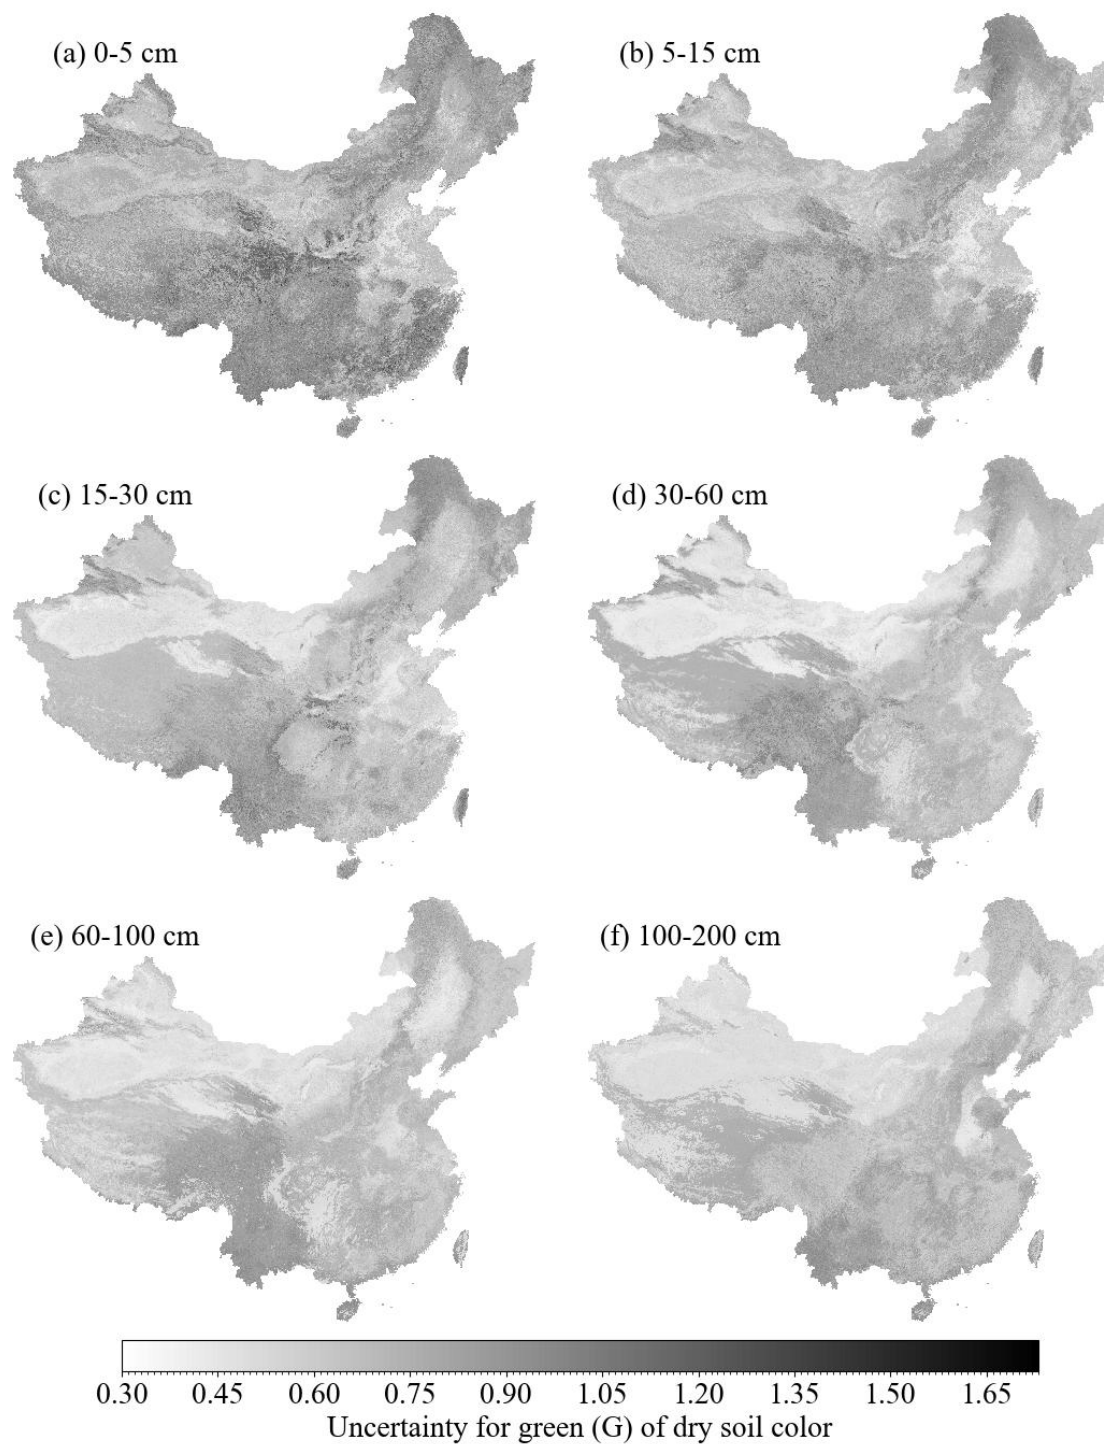 (a) 0-5 cm
(b) 5-15 cm
(c) 15-30 cm
(d) 30-60 cm
(e) 60-100 cm
(f) 100-200 cm
0.30 0.45 0.60 0.75 0.90 1.05 1.20 1.35 1.50 1.65
Uncertainty for green (G) of dry soil color